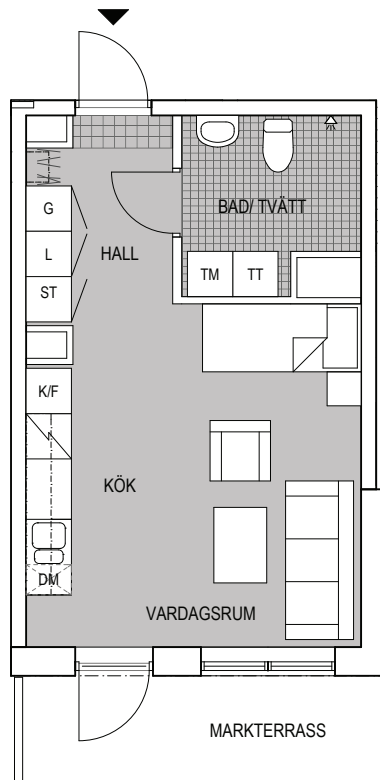 BAD/ TVÄTT
G
HALL
L
TM
TT
ST
K/F
KÖK
DM
VARDAGSRUM
MARKTERRASS